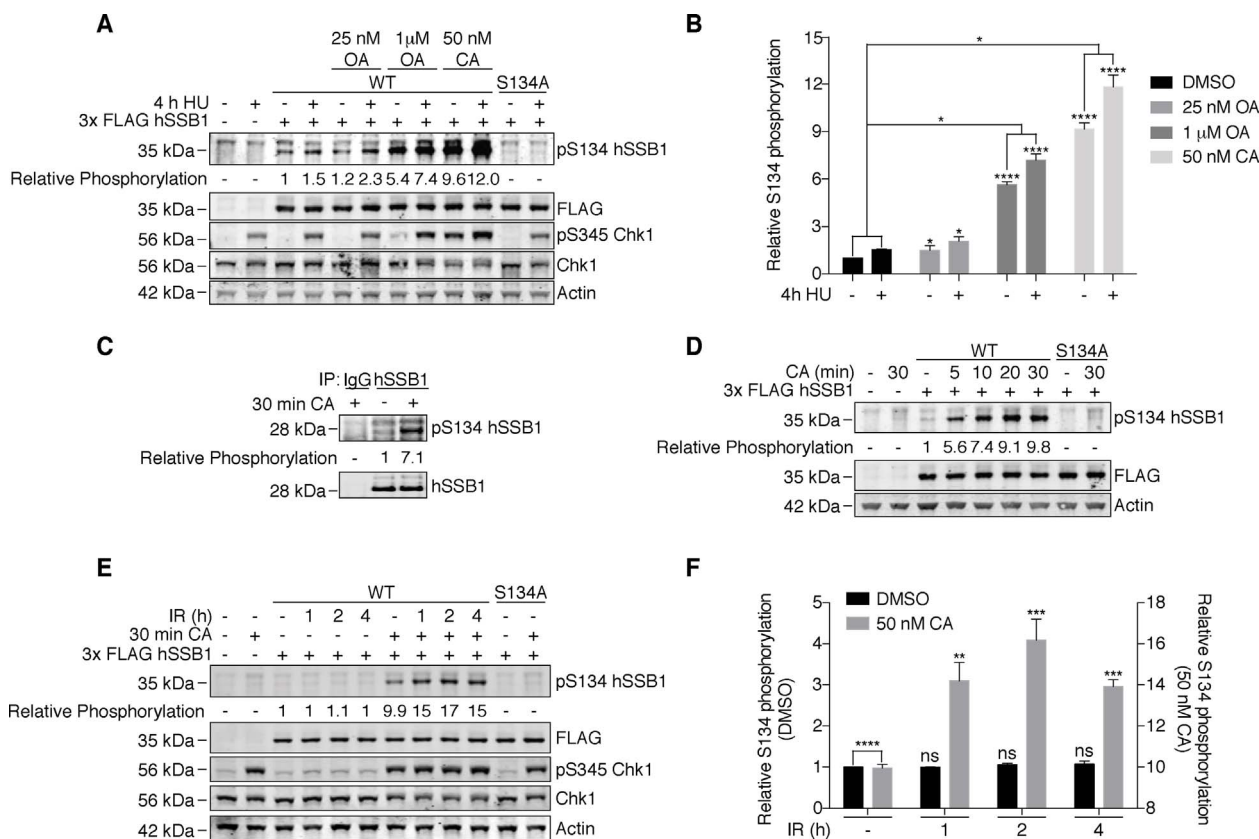 A
25 nM 1μM 50 nM
OA OA CA
WT S134A
4 h HU - + - + - + - + - + - +
3x FLAG hSSB1 - - + + + + + + + + + +
35 kDa pS134 hSSB1
Relative Phosphorylation 1 1.5 1.2 2.3 5.4 7.4 9.6 12.0 - -
35 kDa FLAG
56 kDa pS345 Chk1
56 kDa Chk1
42 kDa Actin
B
Relative S134 phosphorylation
15
12
9
6
3
0
*
*
* * **** **** **** ****
4h HU - + - + - + - +
DMSO
25 nM OA
1 μM OA
50 nM CA
C
IP: IgG hSSB1
30 min CA + - +
28 kDa pS134 hSSB1
Relative Phosphorylation - 1 7.1
28 kDa hSSB1
D
WT S134A
CA (min) - 30 - 5 10 20 30 - 30
3x FLAG hSSB1 - - + + + + + + +
35 kDa pS134 hSSB1
Relative Phosphorylation 1 5.6 7.4 9.1 9.8
35 kDa FLAG
42 kDa Actin
E
WT S134A
IR (h) - - - 1 2 4 - 1 2 4 - -
30 min CA - + - - - - + + + + - +
3x FLAG hSSB1 - - + + + + + + + + + +
35 kDa pS134 hSSB1
Relative Phosphorylation - - 1 1 1.1 1 9.9 15 17 15 - -
35 kDa FLAG
56 kDa pS345 Chk1
56 kDa Chk1
42 kDa Actin
F
Relative S134 phosphorylation
(DMSO)
5
4
3
2
1
0
DMSO
50 nM CA
**** ns ** ns *** ns ***
18
16
14
12
10
8
Relative S134 phosphorylation
(50 nM CA)
IR (h) - 1 2 4